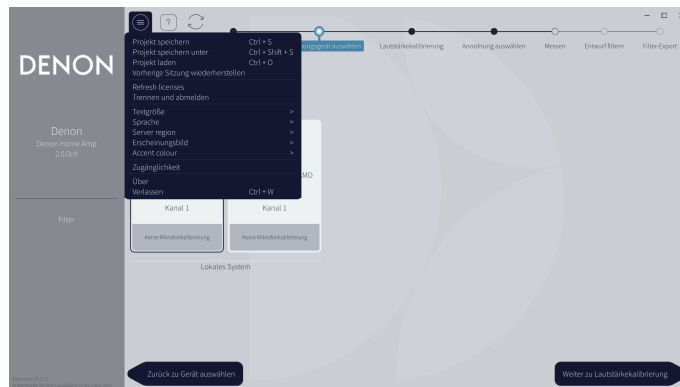 ?
Projekt speichern Ctrl + S
Projekt speichern unter Ctrl + Shift + S
Projekt laden Ctrl + O
Vorherige Sitzung wiederherstellen
Refresh licenses
Trennen und abmelden
Textgröße >
Sprache >
Server region >
Erscheinungsbild >
Accent colour >
Zugänglichkeit
Über
Verlassen Ctrl + W
ungsgerät auswählen
Lautstärkekalibrierung
Anordnung auswählen
Messen
Entwurf filtern
Filter-Export
DENON
Denon
Denon Home Amp
2.0.0ch
Filter
MD
Kanal 1
Kanal 1
Keine Mikrofonkalibrierung
Keine Mikrofonkalibrierung
Lokales System
Zurück zu Gerät auswählen
Weiter zu Lautstärkekalibrierung